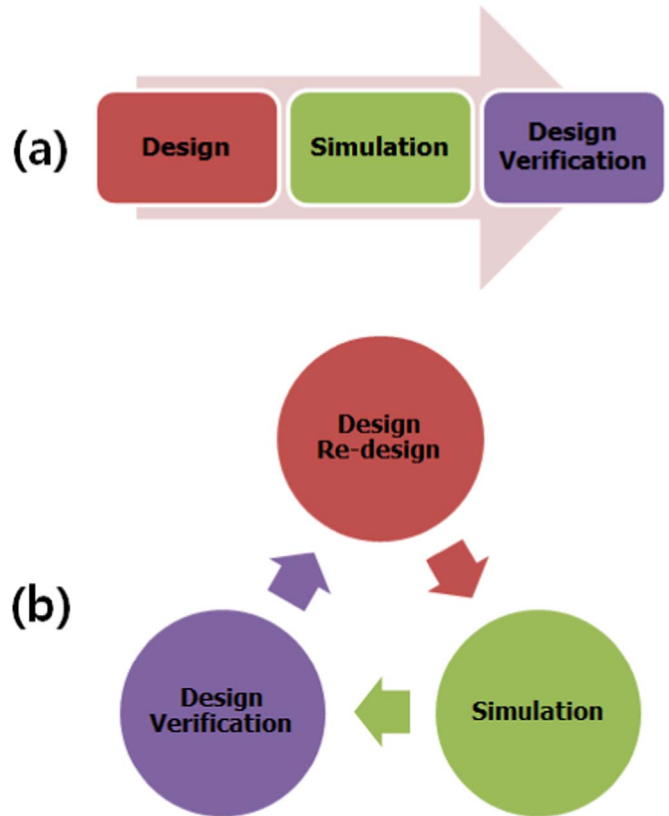 (a)
Design
Simulation
Design
Verification
(b)
Design
Re-design
Design
Verification
Simulation